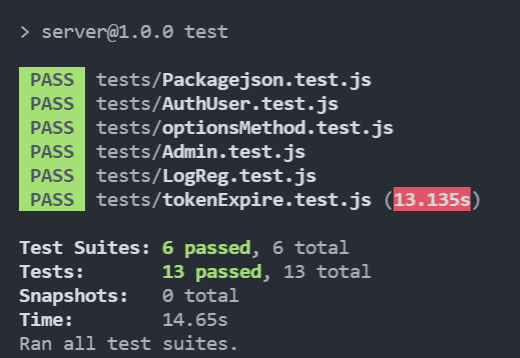 > server@1.0.0 test
PASS tests/Packagejson.test.js
PASS tests/AuthUser.test.js
PASS tests/optionsMethod.test.js
PASS tests/Admin.test.js
PASS tests/LogReg.test.js
PASS tests/tokenExpire.test.js (13.135s)
Test Suites: 6 passed, 6 total
Tests: 13 passed, 13 total
Snapshots: 0 total
Time: 14.65s
Ran all test suites.